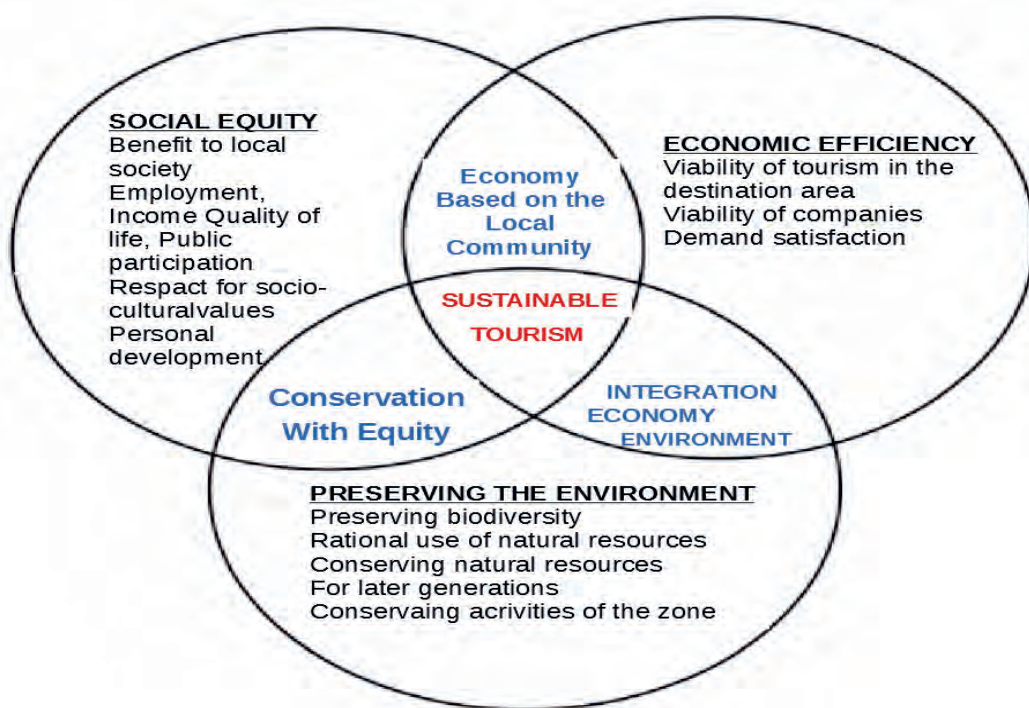 SOCIAL EQUITY
Benefit to local
society
Employment,
Income Quality of
life, Public
participation
Respact for socio-
culturalvalues
Personal
development
Economy
Based on the
Local
Community
ECONOMIC EFFICIENCY
Viability of tourism in the
destination area
Viability of companies
Demand satisfaction
SUSTAINABLE
TOURISM
Conservation
With Equity
INTEGRATION
ECONOMY
ENVIRONMENT
PRESERVING THE ENVIRONMENT
Preserving biodiversity
Rational use of natural resources
Conserving natural resources
For later generations
Conservaing acrivities of the zone